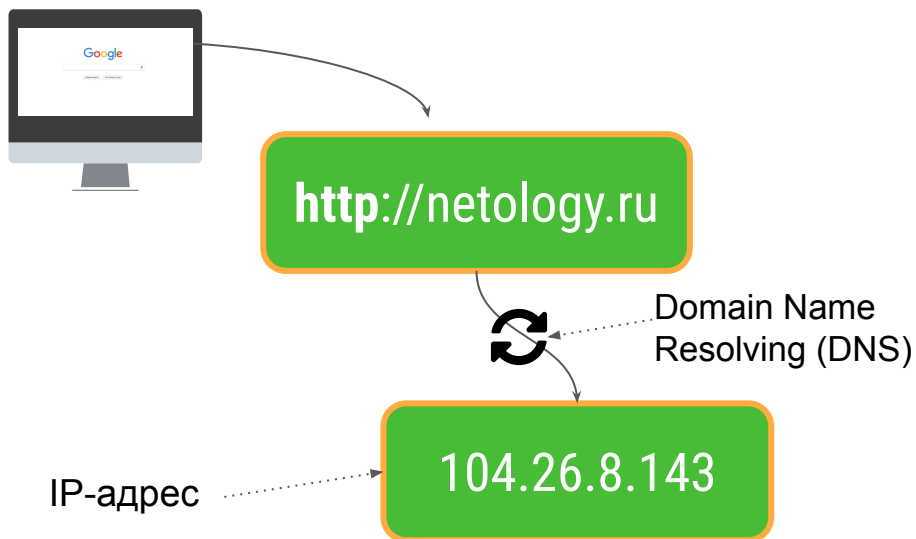 Google
http://netology.ru
Domain Name
Resolving (DNS)
104.26.8.143
IP-адрес